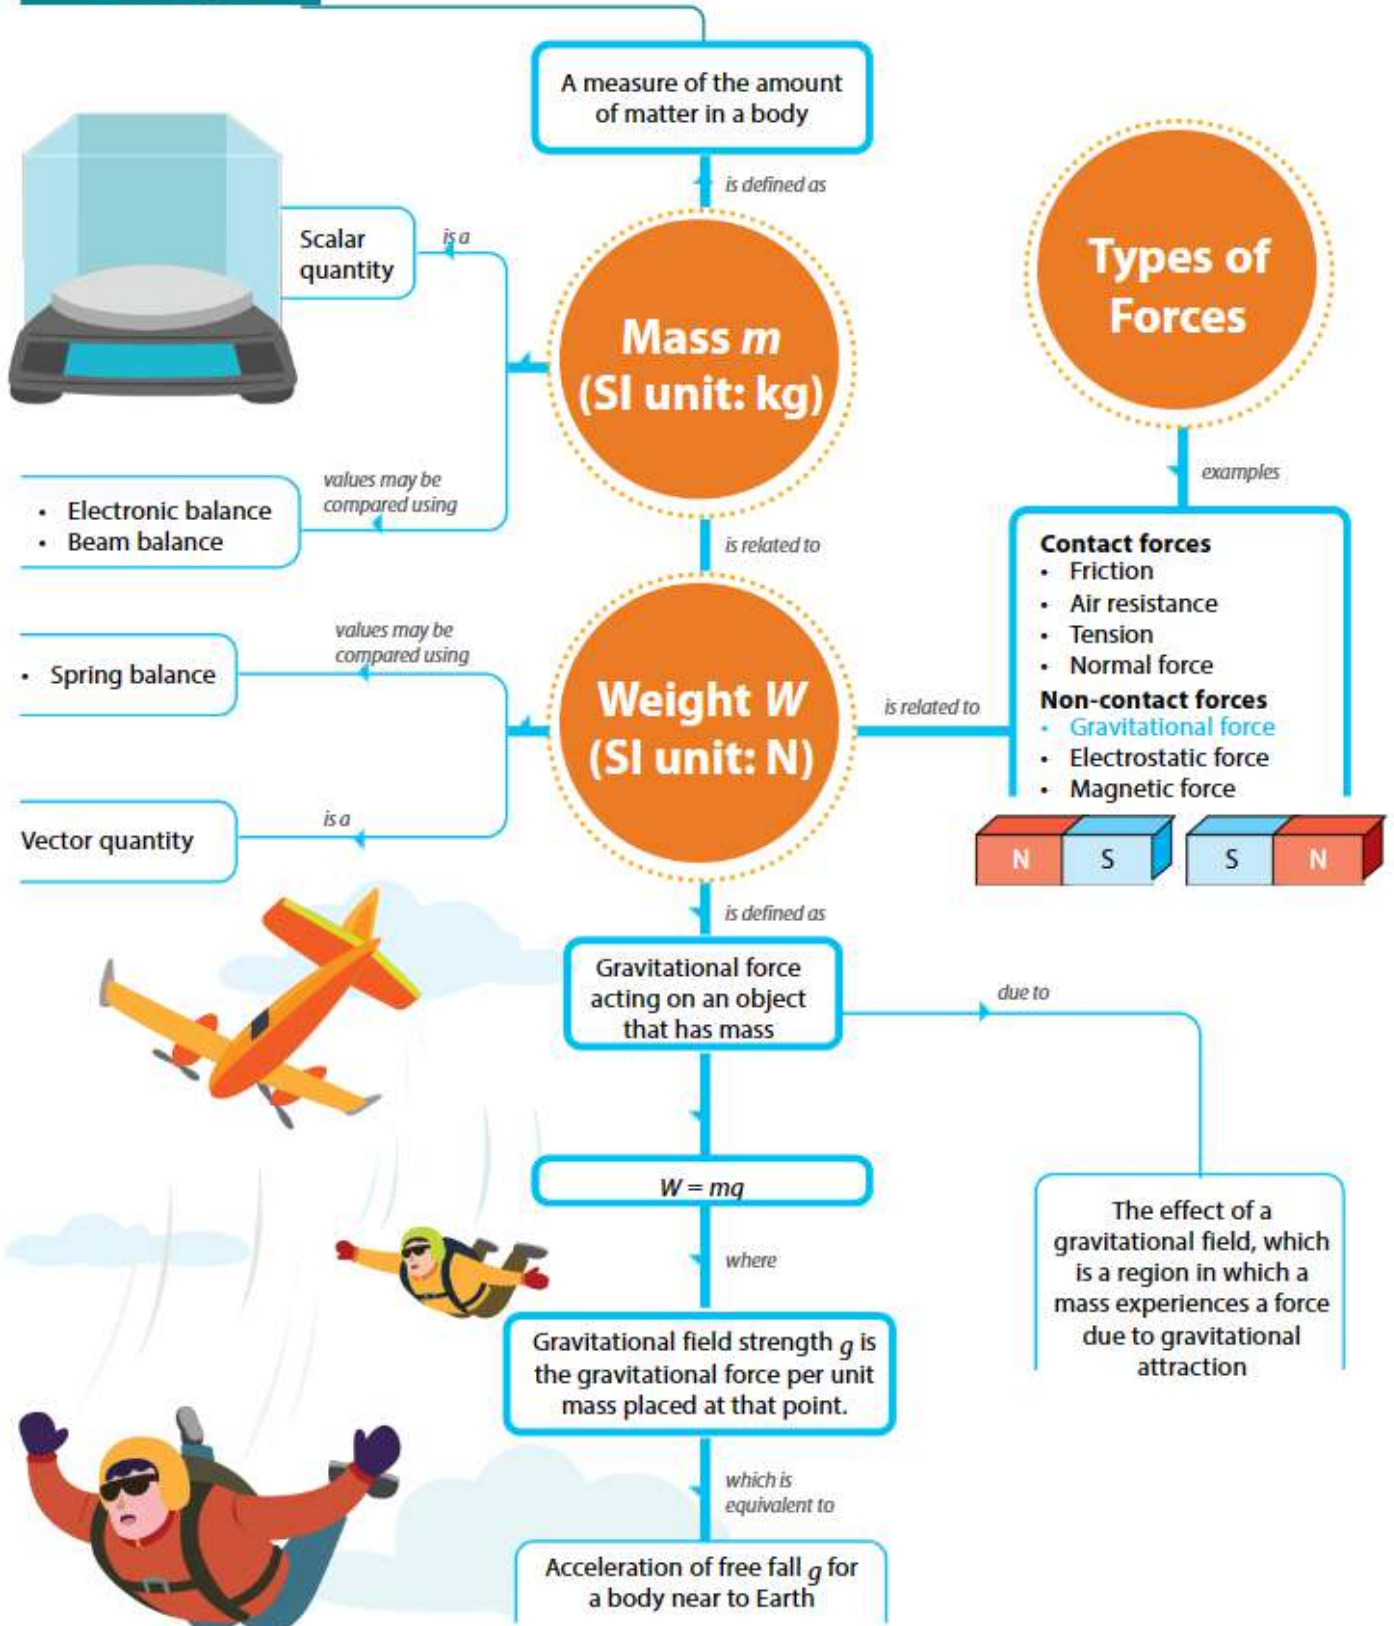 A measure of the amount
of matter in a body
is defined as
Scalar
quantity
is a
Mass m
(SI unit: kg)
values may be
compared using
• Electronic balance
• Beam balance
is related to
Types of
Forces
examples
Contact forces
• Friction
• Air resistance
• Tension
• Normal force
Non-contact forces
• Gravitational force
• Electrostatic force
• Magnetic force
N S S N
values may be
compared using
• Spring balance
Weight W
(SI unit: N)
is related to
is a
Vector quantity
is defined as
Gravitational force
acting on an object
that has mass
due to
The effect of a
gravitational field, which
is a region in which a
mass experiences a force
due to gravitational
attraction
W = mg
where
Gravitational field strength g is
the gravitational force per unit
mass placed at that point.
which is
equivalent to
Acceleration of free fall g for
a body near to Earth